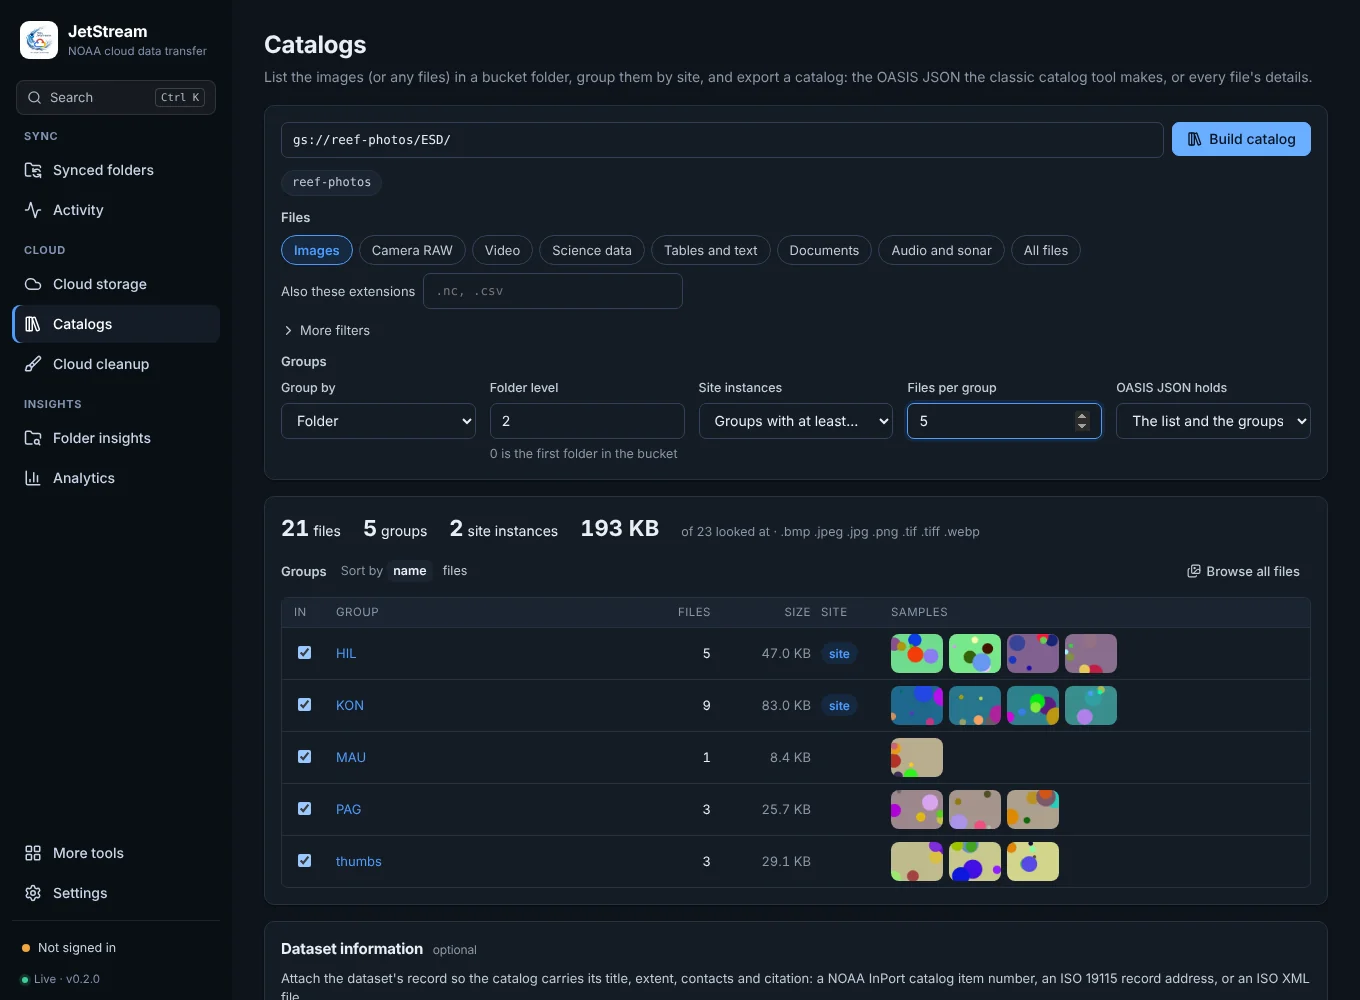 JetStream
NOAA cloud data transfer
Search Ctrl K
SYNC
Synced folders
Activity
CLOUD
Cloud storage
Catalogs
Cloud cleanup
INSIGHTS
Folder insights
Analytics
More tools
Settings
Not signed in
Live · v0.2.0
Catalogs
List the images (or any files) in a bucket folder, group them by site, and export a catalog: the OASIS JSON the classic catalog tool makes, or every file's details.
gs://reef-photos/ESD/ Build catalog
reef-photos
Files
Images Camera RAW Video Science data Tables and text Documents Audio and sonar All files
Also these extensions .nc, .csv
More filters
Groups
Group by Folder level Site instances Files per group OASIS JSON holds
Folder 2 Groups with at least... 5 The list and the groups
0 is the first folder in the bucket
21 files 5 groups 2 site instances 193 KB of 23 looked at · .bmp .jpeg .jpg .png .tif .tiff .webp
Groups Sort by name files Browse all files
IN GROUP FILES SIZE SITE SAMPLES
HIL 5 47.0 KB site
KON 9 83.0 KB site
MAU 1 8.4 KB
PAG 3 25.7 KB
thumbs 3 29.1 KB
Dataset information optional
Attach the dataset's record so the catalog carries its title, extent, contacts and citation: a NOAA InPort catalog item number, an ISO 19115 record address, or an ISO XML
file.